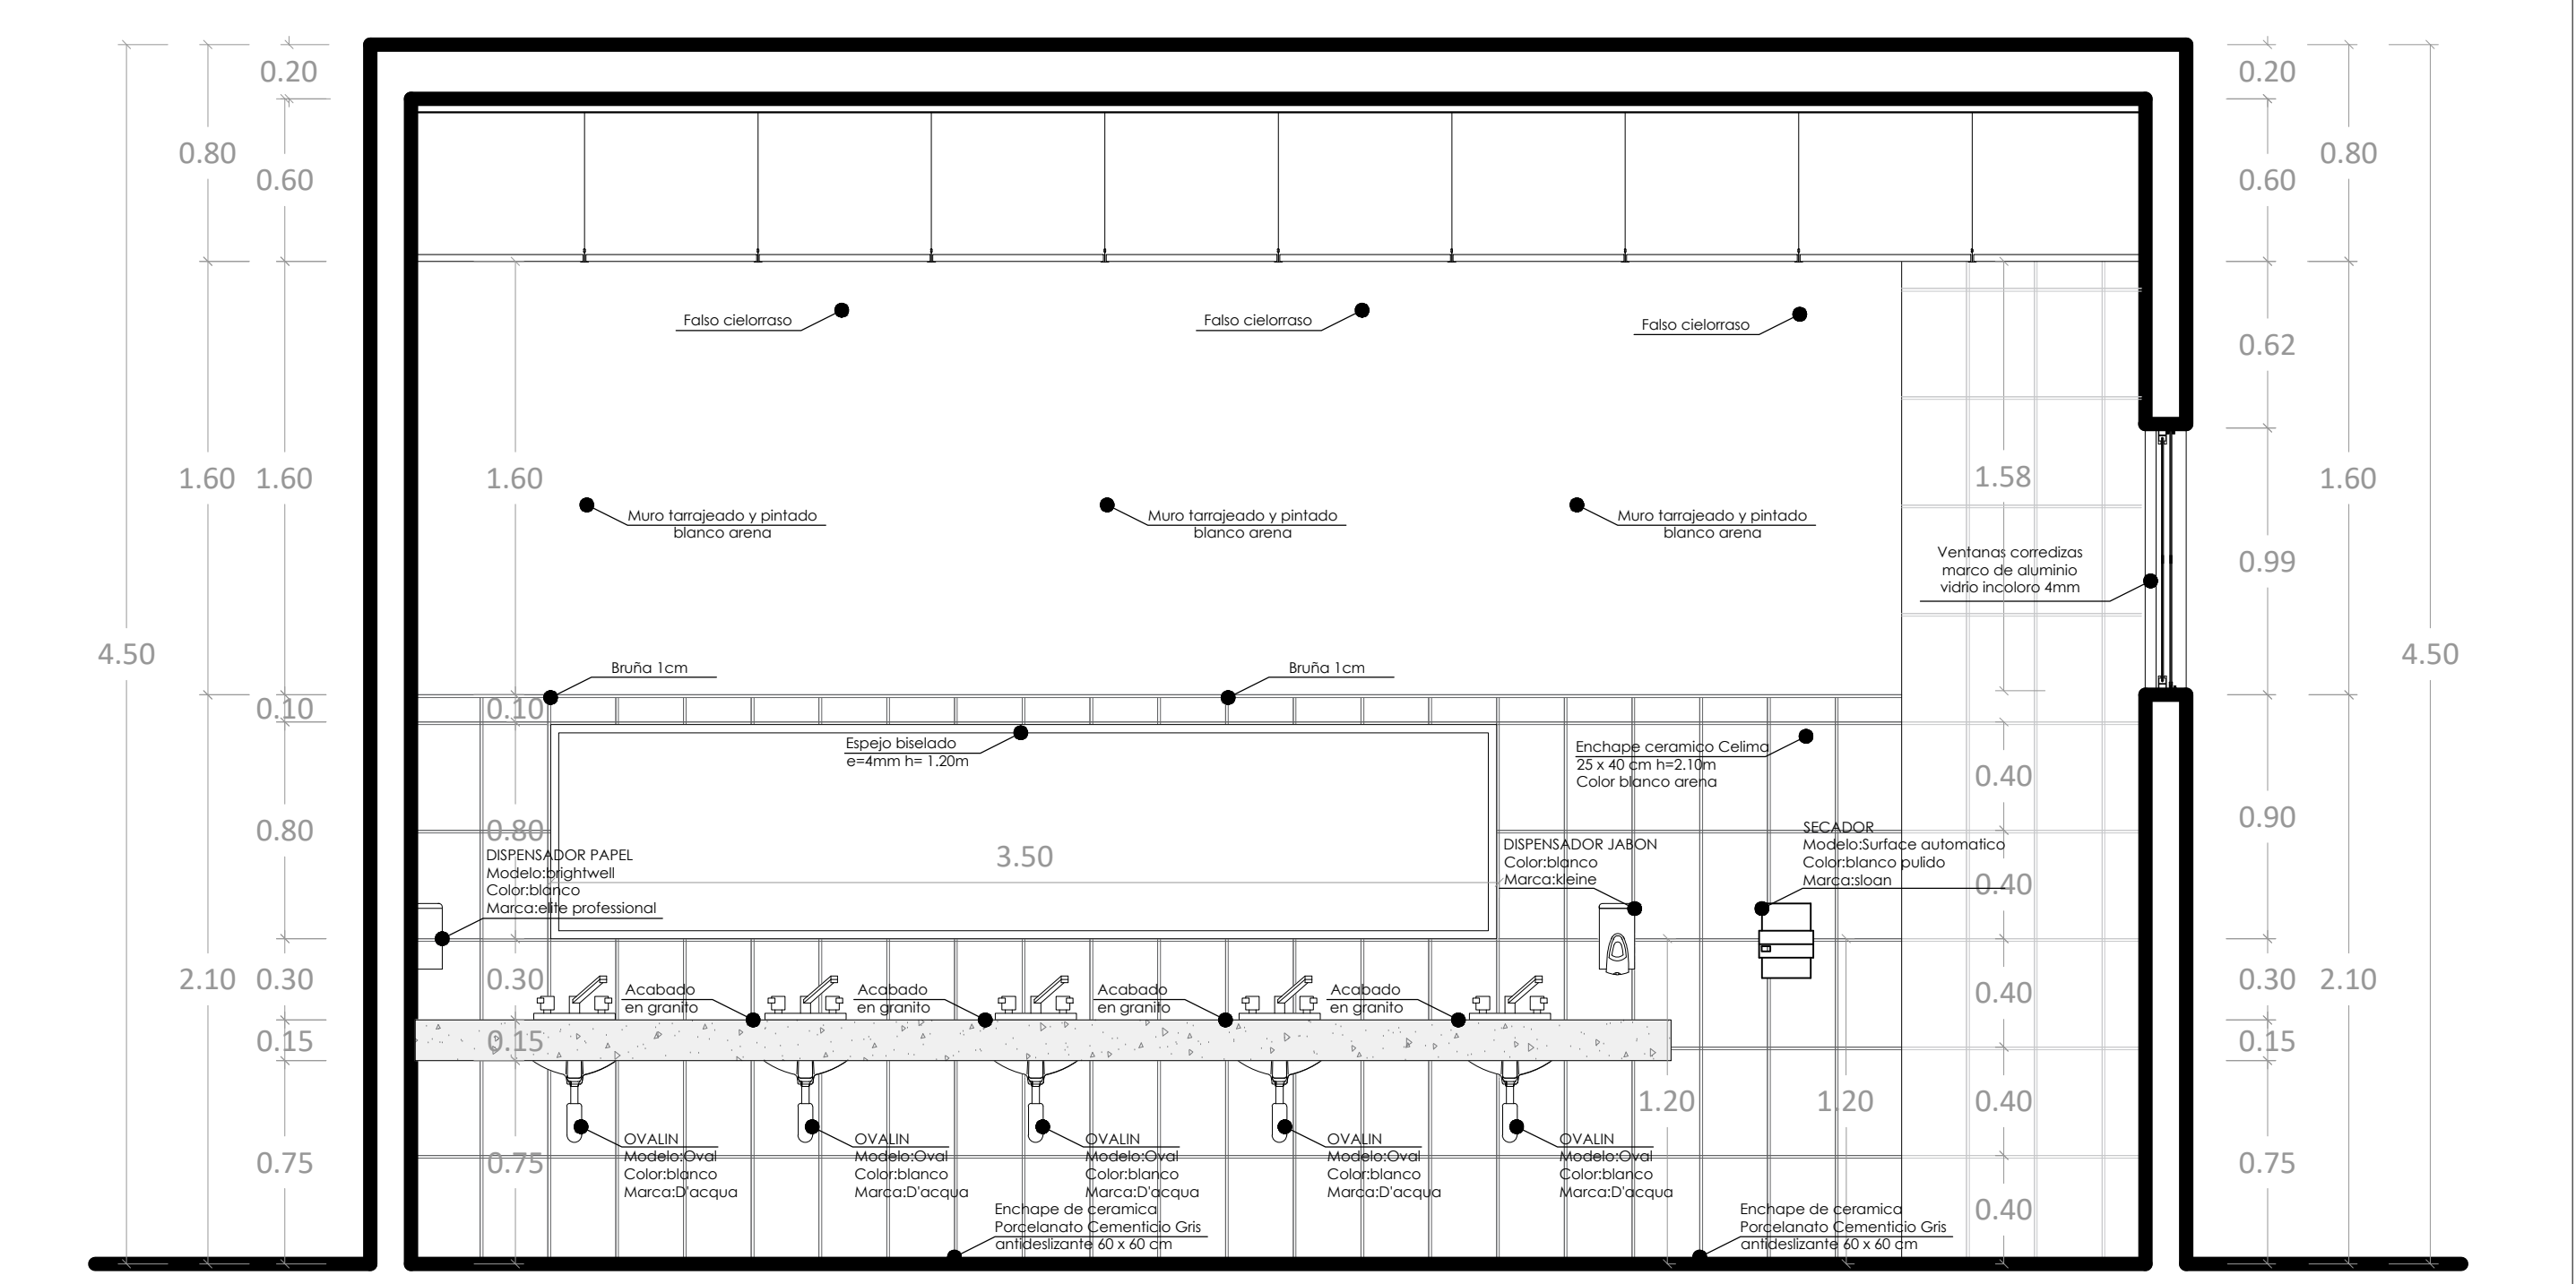 0.20
0.20
0.80
0.60
0.60
0.80
Falso cielorraso
Falso cielorraso
Falso cielorraso
0.62
1.60
1.60
1.60
1.58
1.60
Muro tarrajeado y pintado
blanco arena
Muro tarrajeado y pintado
blanco arena
Muro tarrajeado y pintado
blanco arena
Ventanas corredizas
marco de aluminio
vidrio incoloro 4mm
0.99
4.50
4.50
Bruña 1cm
Bruña 1cm
0.10
0.10
Espejo biselado
e=4mm h= 1.20m
Enchape ceramico Celima
25 x 40 cm h=2.10m
Color blanco arena
0.40
0.80
0.80
0.90
3.50
DISPENSADOR PAPEL
Modelo:brightwell
Color:blanco
Marca:elite professional
DISPENSADOR JABON
Color:blanco
Marca:kleine
SECADOR
Modelo:Surface automatico
Color:blanco pulido
Marca:sloan
0.40
2.10
0.30
0.30
Acabado
en granito
Acabado
en granito
Acabado
en granito
Acabado
en granito
0.40
0.30
2.10
0.15
0.15
0.15
1.20
1.20
0.40
OVALIN
Modelo:Oval
Color:blanco
Marca:D'acqua
OVALIN
Modelo:Oval
Color:blanco
Marca:D'acqua
OVALIN
Modelo:Oval
Color:blanco
Marca:D'acqua
OVALIN
Modelo:Oval
Color:blanco
Marca:D'acqua
OVALIN
Modelo:Oval
Color:blanco
Marca:D'acqua
0.75
0.75
0.75
0.40
Enchape de ceramica
Porcelanato Cementicio Gris
antideslizante 60 x 60 cm
Enchape de ceramica
Porcelanato Cementicio Gris
antideslizante 60 x 60 cm